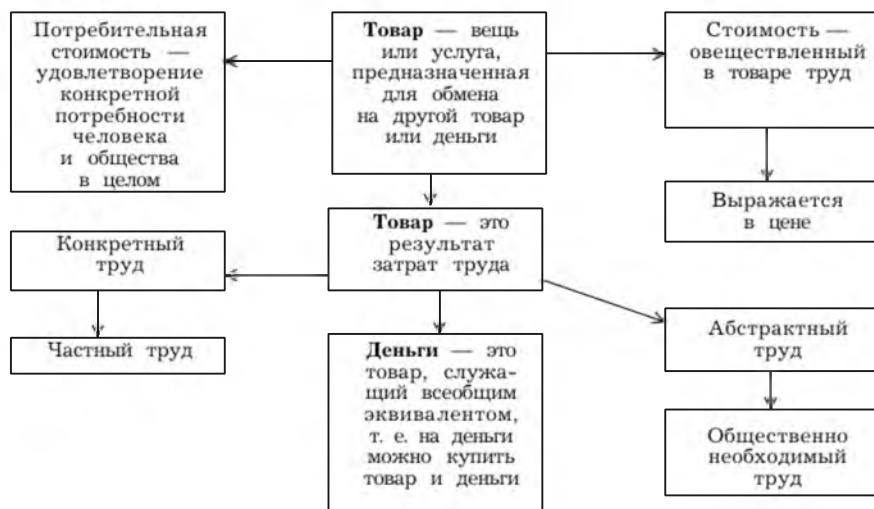 Потребительная
стоимость —
удовлетворение
конкретной
потребности
человека
и общества
в целом
Товар — вещь
или услуга,
предназначенная
для обмена
на другой товар
или деньги
Стоимость —
овеществленный
в товаре труд
Выражается
в цене
Товар — это
результат
затрат труда
Конкретный
труд
Частный труд
Деньги — это
товар, служа-
щий всеобщим
эквивалентом,
т. е. на деньги
можно купить
товар и деньги
Абстрактный
труд
Общественно
необходимый
труд